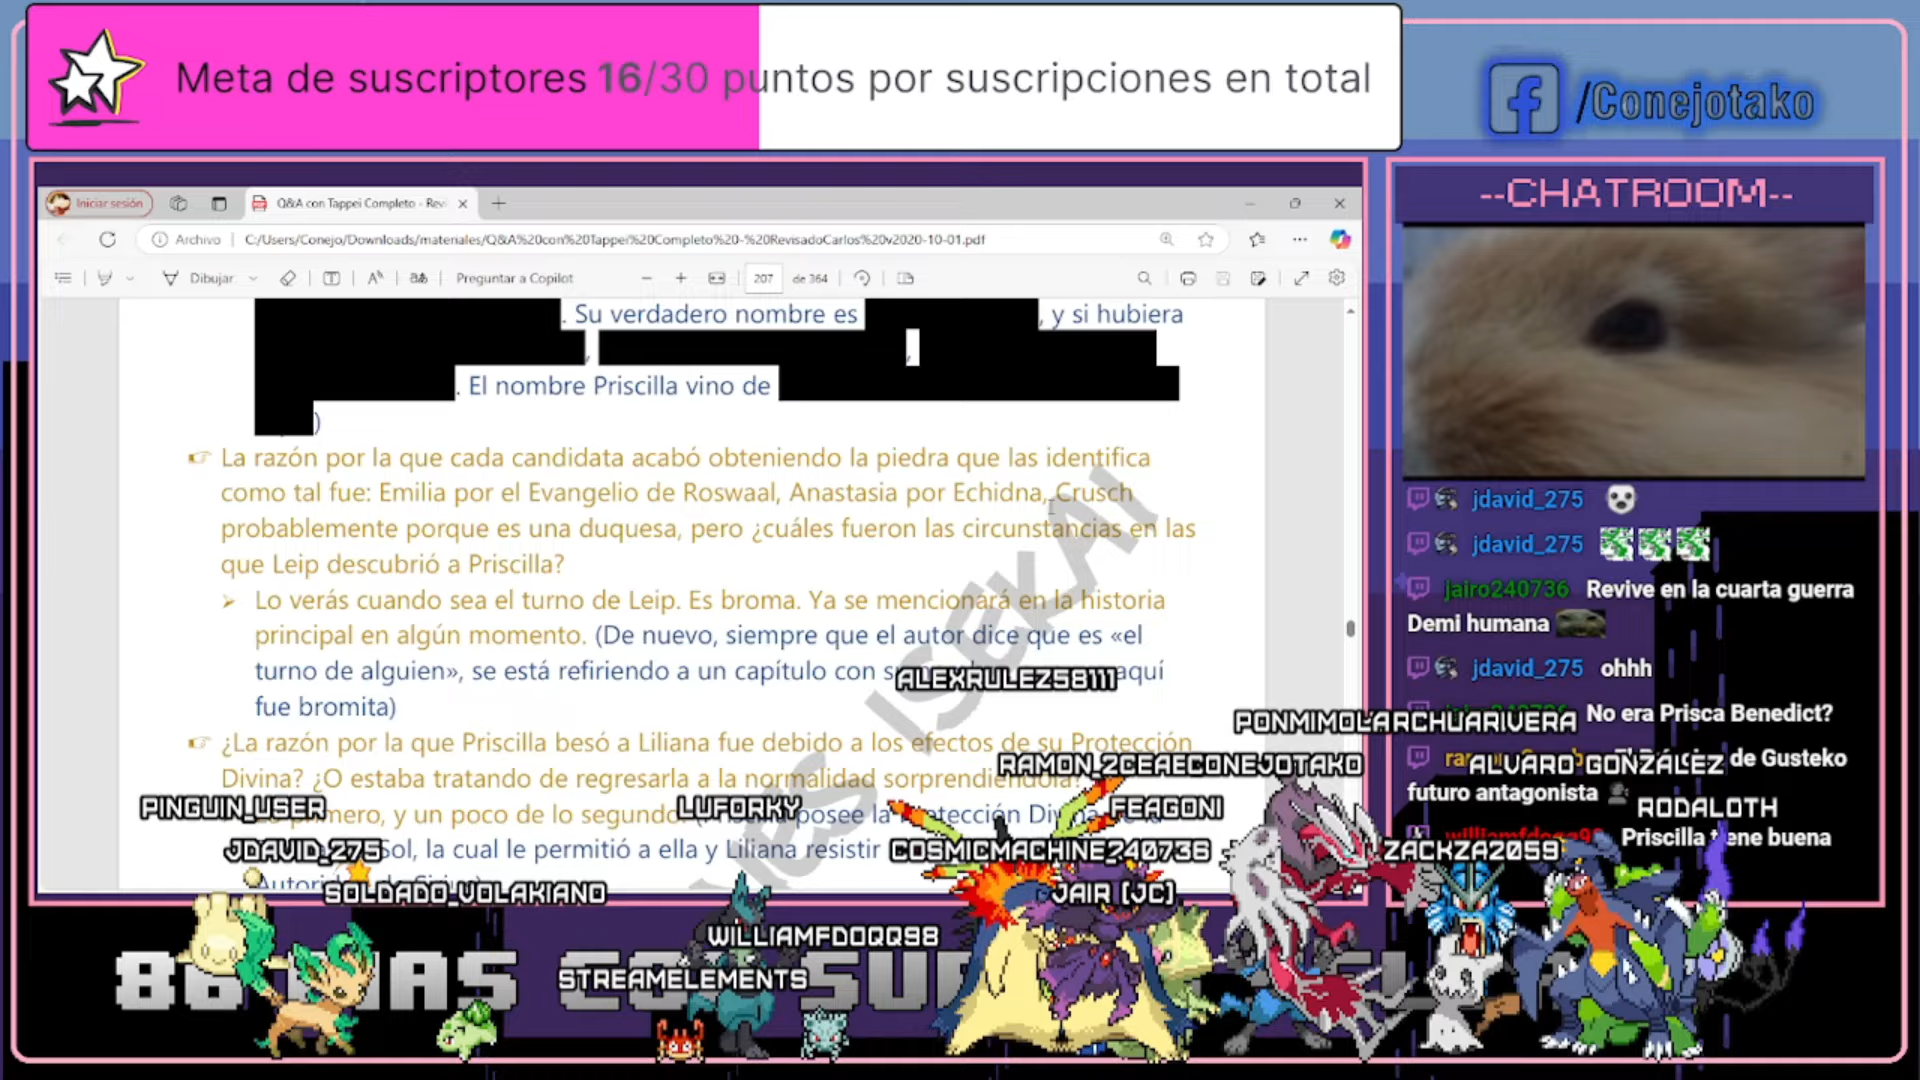 Meta de suscriptores 16/30 puntos por suscripciones en total
/Conejotako
Iniciar sesión
Q&A con Tappei Completo - Revi
Archivo
C:/Users/Conejo/Downloads/materiales/Q&A%20con%20Tappei%20Completo%20-%20RevisadoCarlos%20v2020-10-01.pdf
Dibujar
Preguntar a Copilot
207 de 364
. Su verdadero nombre es , y si hubiera
, ,
. El nombre Priscilla vino de
)
La razón por la que cada candidata acabó obteniendo la piedra que las identifica
como tal fue: Emilia por el Evangelio de Roswaal, Anastasia por Echidna, Crusch
probablemente porque es una duquesa, pero ¿cuáles fueron las circunstancias en las
que Leip descubrió a Priscilla?
Lo verás cuando sea el turno de Leip. Es broma. Ya se mencionará en la historia
principal en algún momento. (De nuevo, siempre que el autor dice que es «el
turno de alguien», se está refiriendo a un capítulo con aquí
fue bromita)
¿La razón por la que Priscilla besó a Liliana fue debido a los efectos de su Protección
Divina? ¿O estaba tratando de regresarla a la normalidad sorprendiéndola?
y un poco de lo segundo. posee la
sol, la cual le permitió a ella y Liliana resistir
ISEKAI
--CHATROOM--
jdavid_275
jdavid_275
jairo240736 Revive en la cuarta guerra
Demi humana
jdavid_275 ohhh
No era Prisca Benedict?
de Gusteko
futuro antagonista
Priscilla tiene buena
ALEXRULEZ58111
PONMIMOLARCHUARIVERA
RAMON_2CEAECONEJOTAKO
ALVARO GONZÁLEZ
PINGUIN_USER
LUFORKY
FEAGONI
RODALOTH
JDAVID_275
COSMICMACHINE240736
ZACKZA2059
SOLDADO_VOLAKIANO
JAIR [JC]
WILLIAMFDOQQ98
STREAMELEMENTS